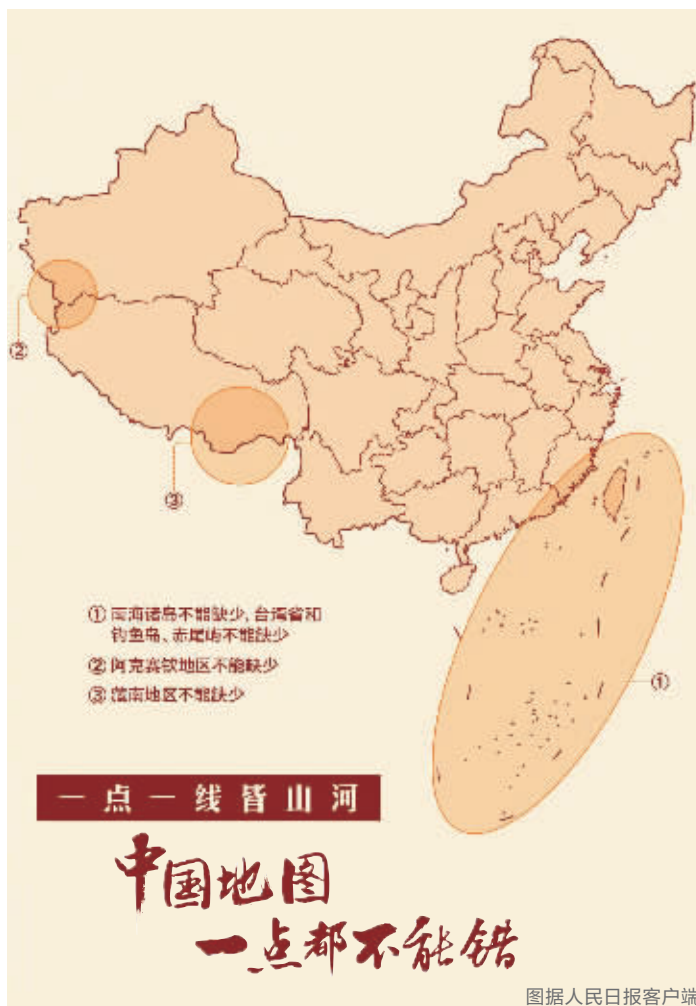 ②
③
① 南海诸岛不能缺少,台湾省和
钓鱼岛、赤尾屿不能缺少
② 阿克赛钦地区不能缺少
③ 藏南地区不能缺少
①
一点一线皆山河
中国地图
一点都不能错
图据人民日报客户端